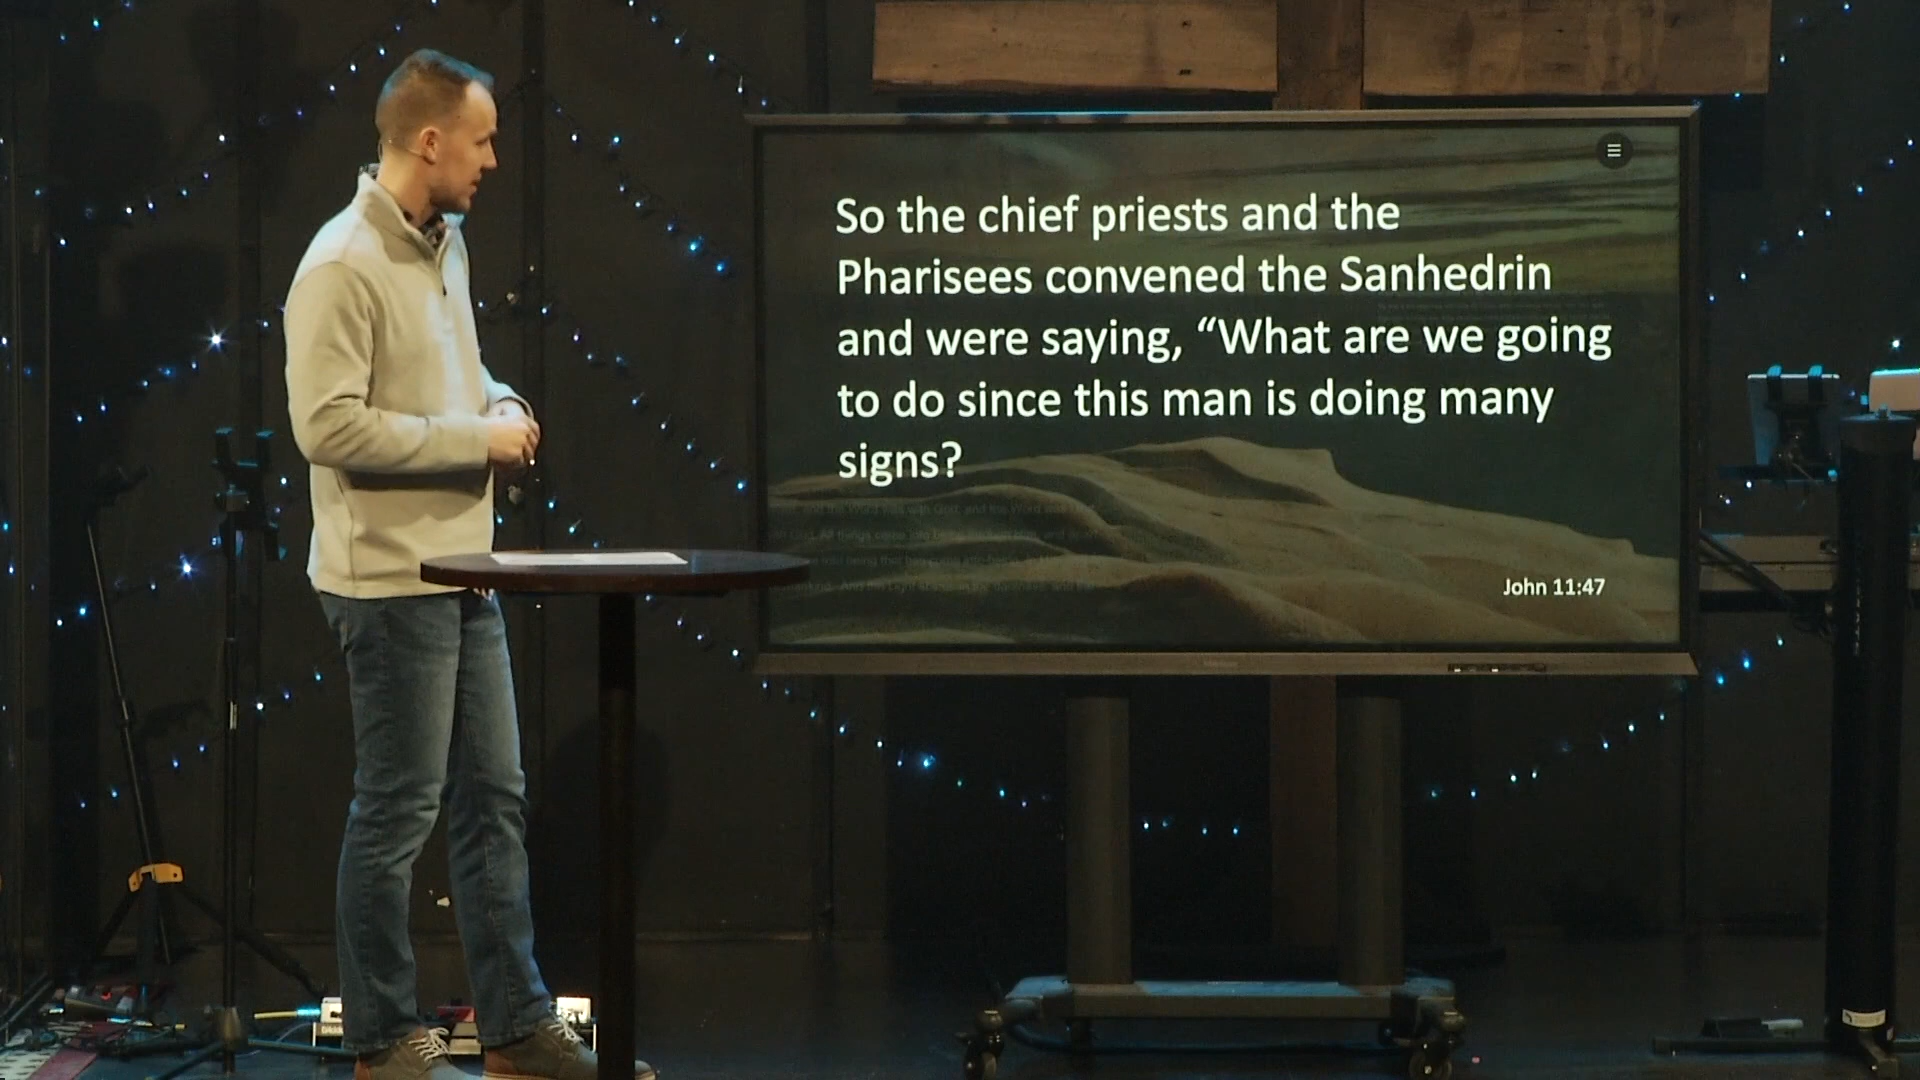 So the chief priests and the
Pharisees convened the Sanhedrin
and were saying, “What are we going
to do since this man is doing many
signs?
John 11:47